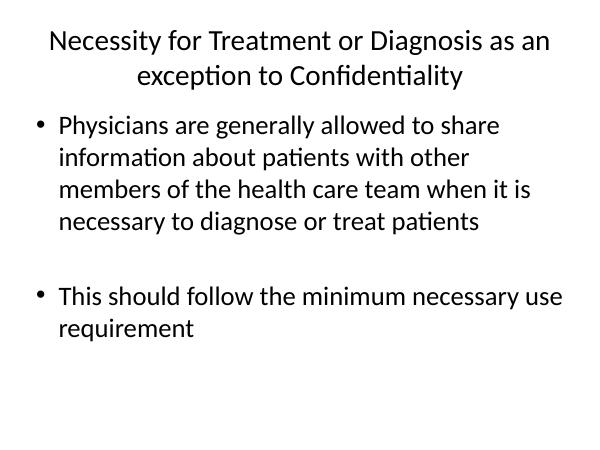 Necessity for Treatment or Diagnosis as an
exception to Confidentiality
• Physicians are generally allowed to share
information about patients with other
members of the health care team when it is
necessary to diagnose or treat patients
• This should follow the minimum necessary use
requirement